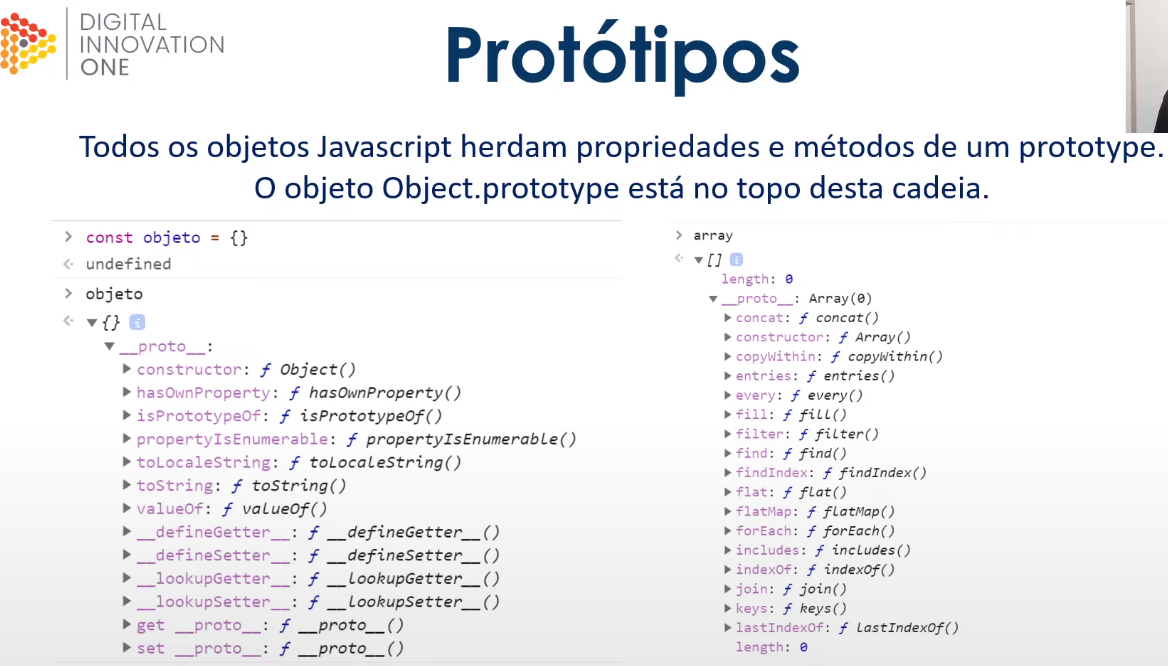 DIGITAL
INNOVATION
ONE
Protótipos
Todos os objetos Javascript herdam propriedades e métodos de um prototype.
O objeto Object.prototype está no topo desta cadeia.
> const objeto = {}
undefined
> objeto
{} i
__proto__:
constructor: ƒ Object()
hasOwnProperty: ƒ hasOwnProperty()
isPrototypeOf: ƒ isPrototypeOf()
propertyIsEnumerable: ƒ propertyIsEnumerable()
toLocaleString: ƒ toLocaleString()
toString: ƒ toString()
valueOf: ƒ valueOf()
__defineGetter__: ƒ __defineGetter__()
__defineSetter__: ƒ __defineSetter__()
__lookupGetter__: ƒ __lookupGetter__()
__lookupSetter__: ƒ __lookupSetter__()
get __proto__: ƒ __proto__()
set __proto__: ƒ __proto__()
> array
[] i
length: 0
__proto__: Array(0)
concat: ƒ concat()
constructor: ƒ Array()
copyWithin: ƒ copyWithin()
entries: ƒ entries()
every: ƒ every()
fill: ƒ fill()
filter: ƒ filter()
find: ƒ find()
findIndex: ƒ findIndex()
flat: ƒ flat()
flatMap: ƒ flatMap()
forEach: ƒ forEach()
includes: ƒ includes()
indexOf: ƒ indexOf()
join: ƒ join()
keys: ƒ keys()
lastIndexOf: ƒ lastIndexOf()
length: 0